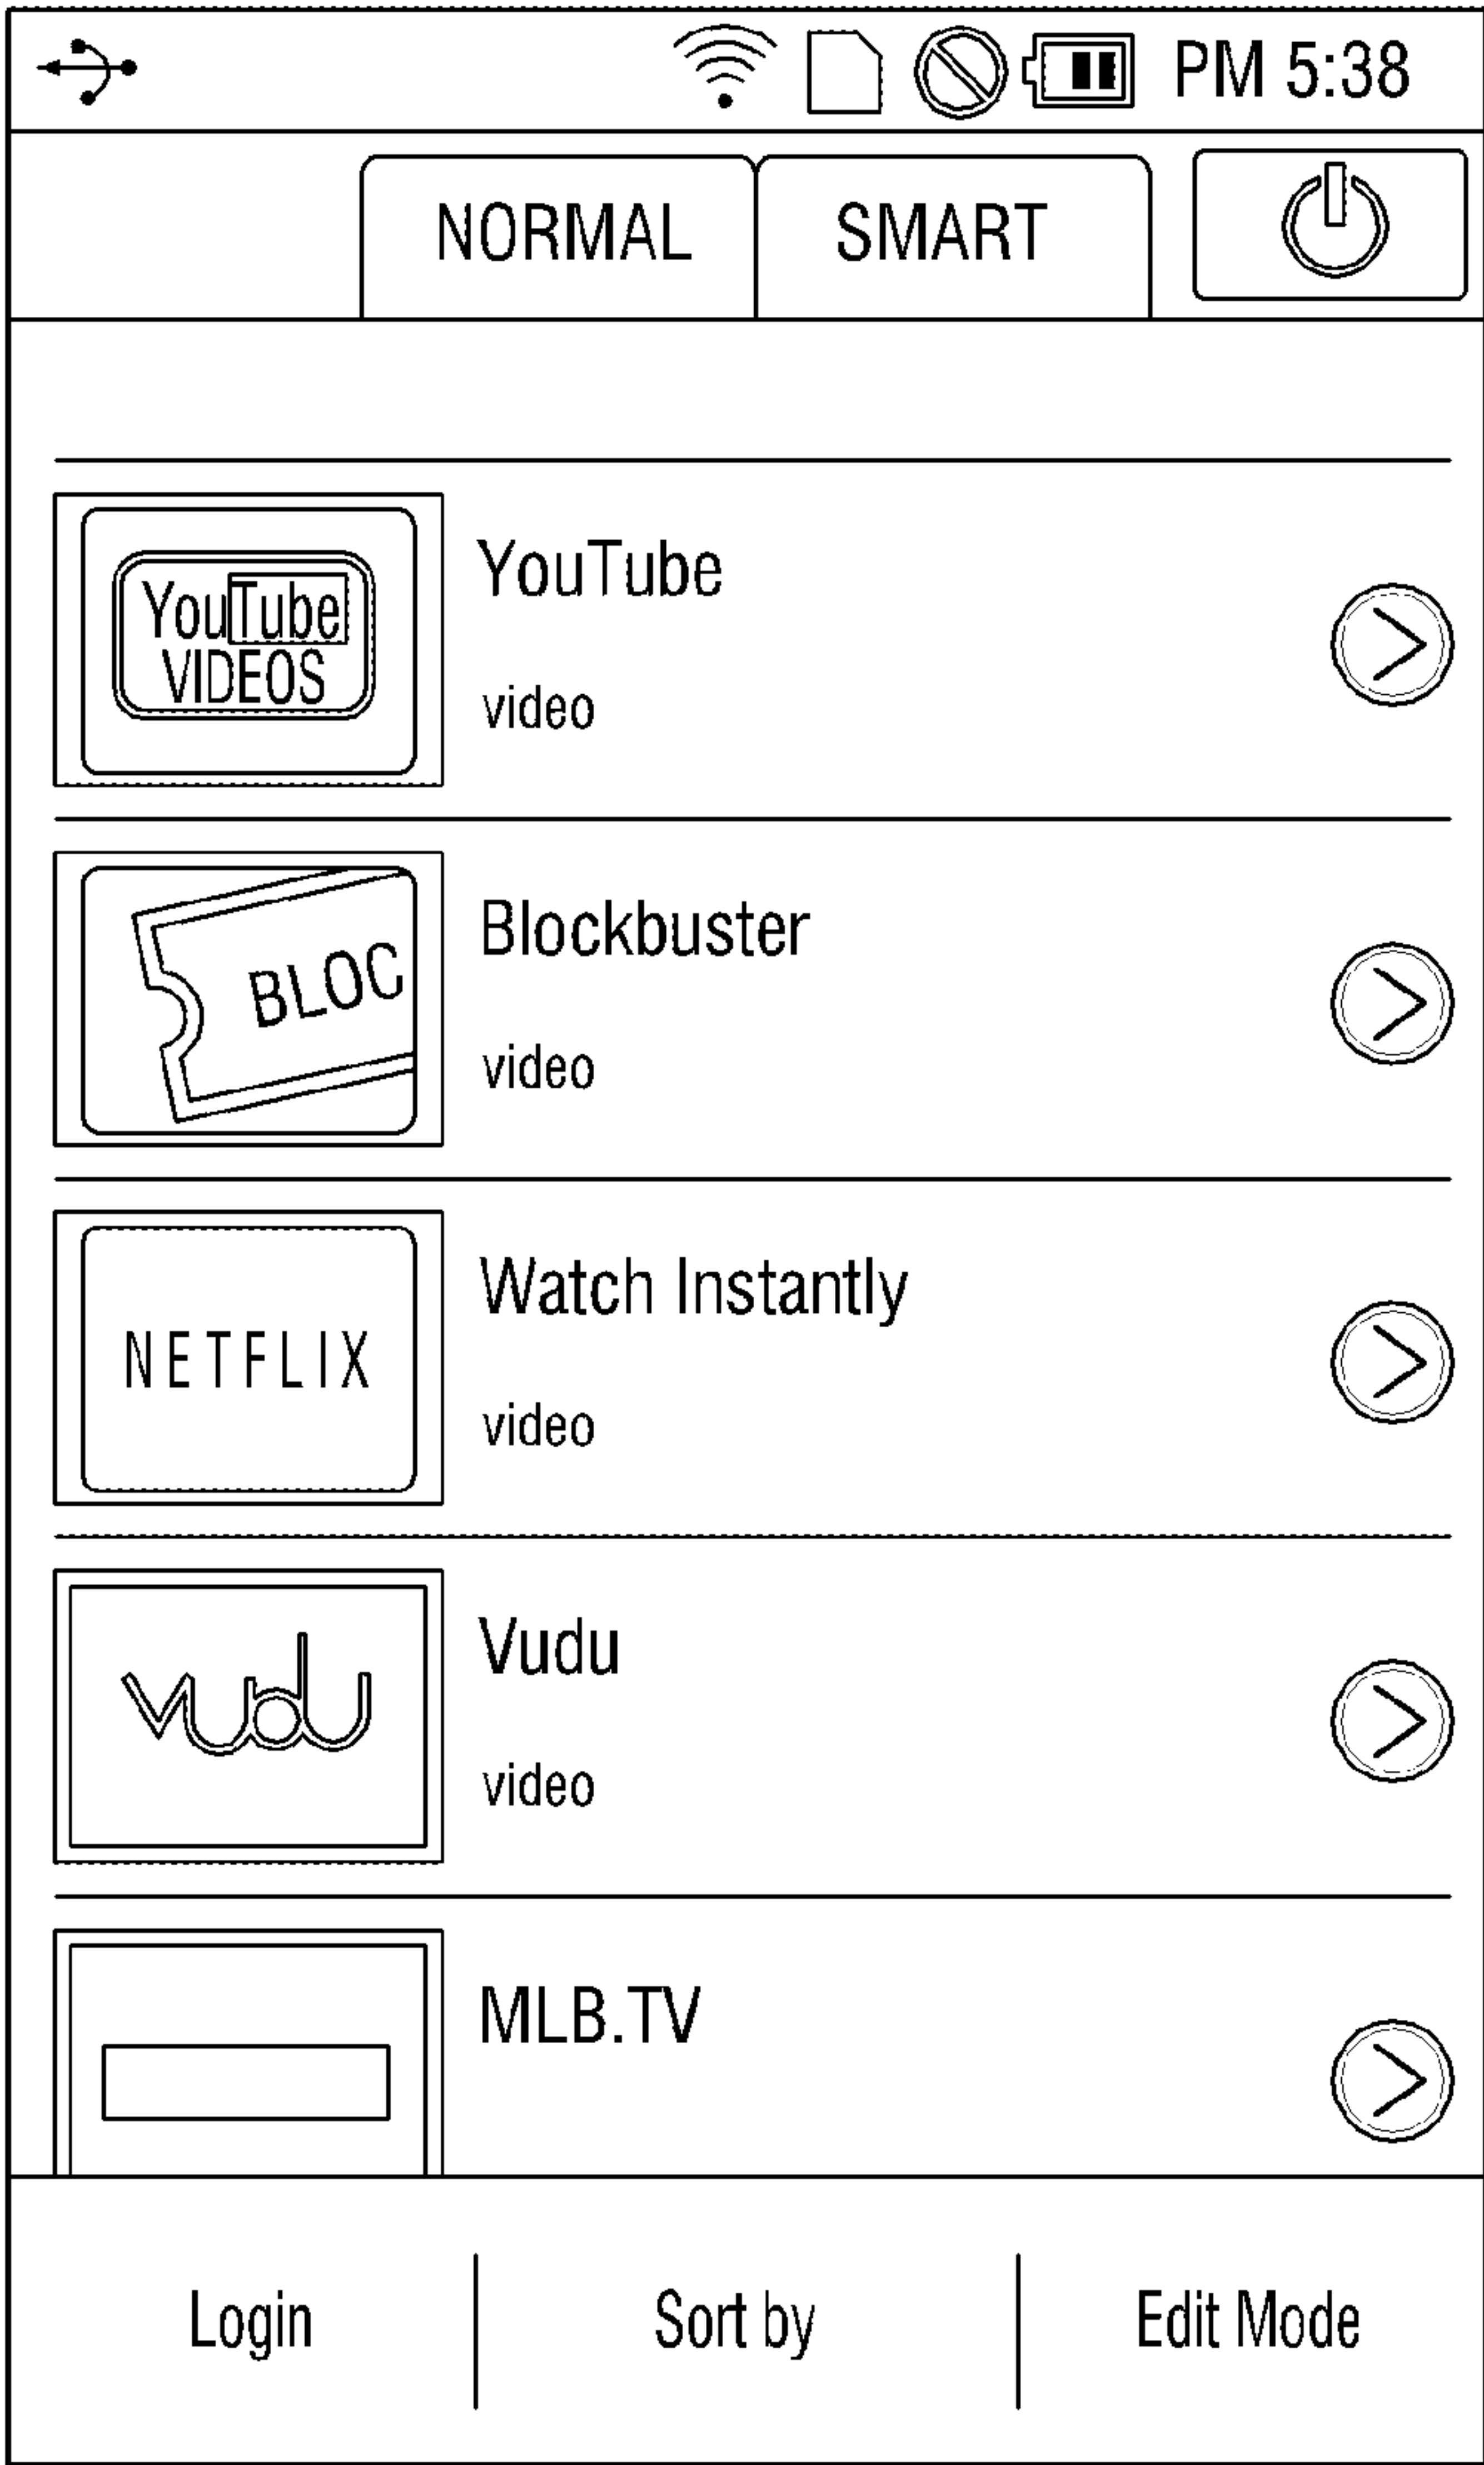 PM 5:38
NORMAL
SMART
YouTube
VIDEOS
YouTube
video
BLOC
Blockbuster
video
NETFLIX
Watch Instantly
video
vudu
Vudu
video
MLB.TV
Login
Sort by
Edit Mode